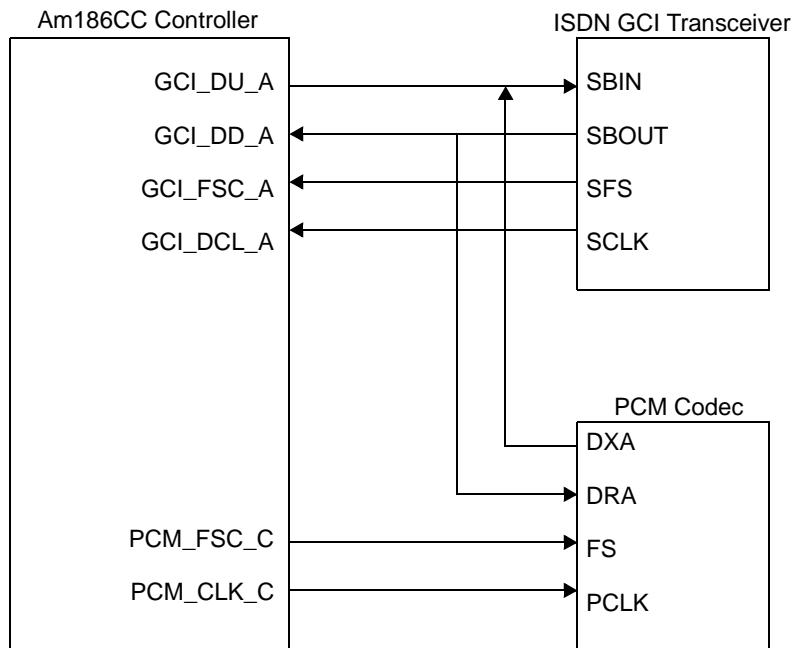 Am186CC Controller
ISDN GCI Transceiver
GCI_DU_A
SBIN
GCI_DD_A
SBOUT
GCI_FSC_A
SFS
GCI_DCL_A
SCLK
PCM Codec
DXA
DRA
PCM_FSC_C
FS
PCM_CLK_C
PCLK